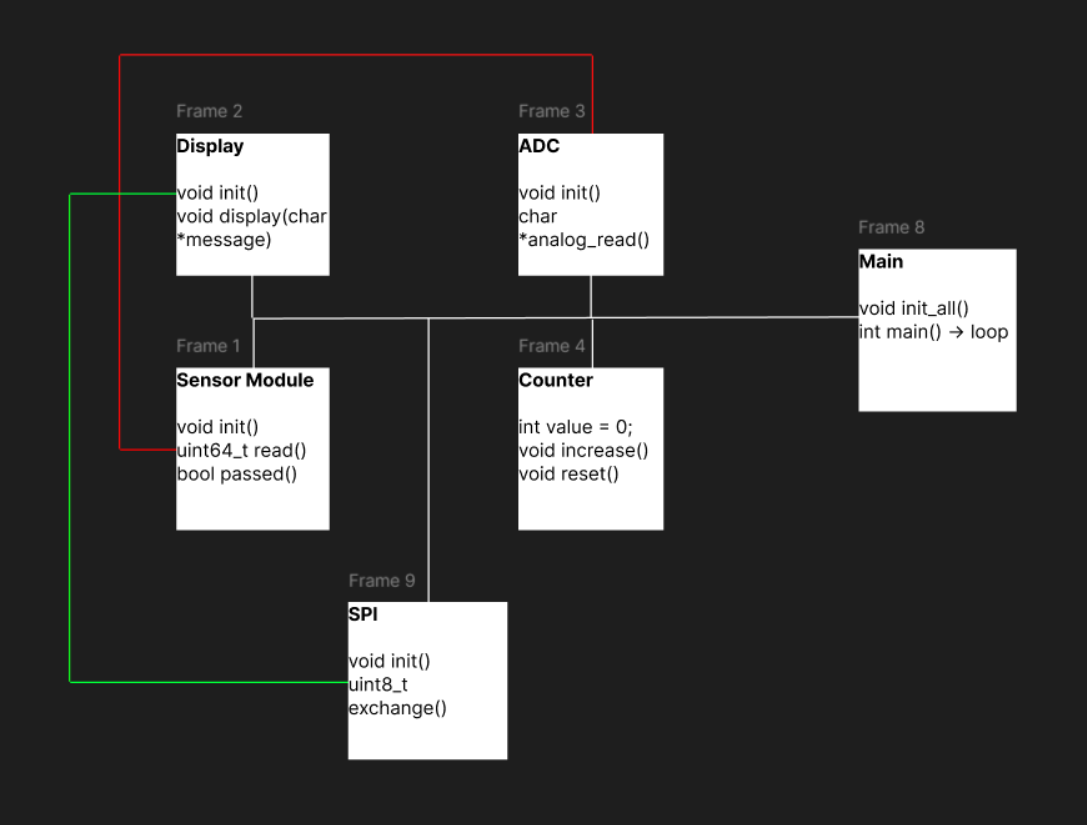 Frame 2
Display
void init()
void display(char
*message)
Frame 3
ADC
void init()
char
*analog_read()
Frame 8
Main
void init_all()
int main() → loop
Frame 1
Sensor Module
void init()
uint64_t read()
bool passed()
Frame 4
Counter
int value = 0;
void increase()
void reset()
Frame 9
SPI
void init()
uint8_t
exchange()